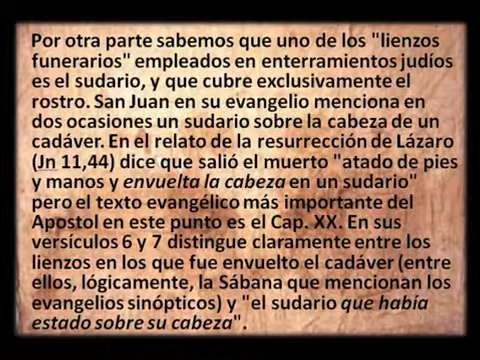 Por otra parte sabemos que uno de los "lienzos
funerarios" empleados en enterramientos judíos
es el sudario, y que cubre exclusivamente el
rostro. San Juan en su evangelio menciona en
dos ocasiones un sudario sobre la cabeza de un
cadáver. En el relato de la resurrección de Lázaro
(Jn 11,44) dice que salió el muerto "atado de pies
y manos y envuelta la cabeza en un sudario"
pero el texto evangélico más importante del
Apostol en este punto es el Cap. XX. En sus
versículos 6 y 7 distingue claramente entre los
lienzos en los que fue envuelto el cadáver (entre
ellos, lógicamente, la Sábana que mencionan los
evangelios sinópticos) y "el sudario que había
estado sobre su cabeza".